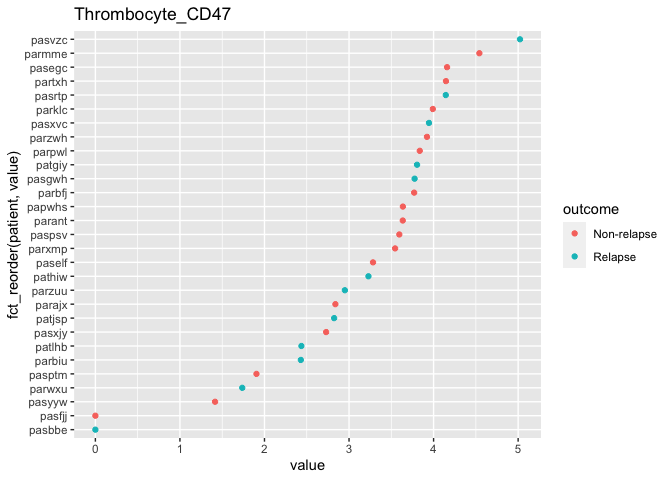 Thrombocyte_CD47
fct_reorder(patient, value)
pasvzc
parmme
pasegc
partxh
pasrtp
parklc
pasxvc
parzwh
parpwl
patgiy
pasgwh
parbfj
papwhs
parant
paspsv
parxmp
paself
pathiw
parzuu
parajx
patjsp
pasxjy
patlhb
parbiu
pasptm
parwxu
pasyyw
pasfjj
pasbbe
0 1 2 3 4 5
value
outcome
Non-relapse
Relapse